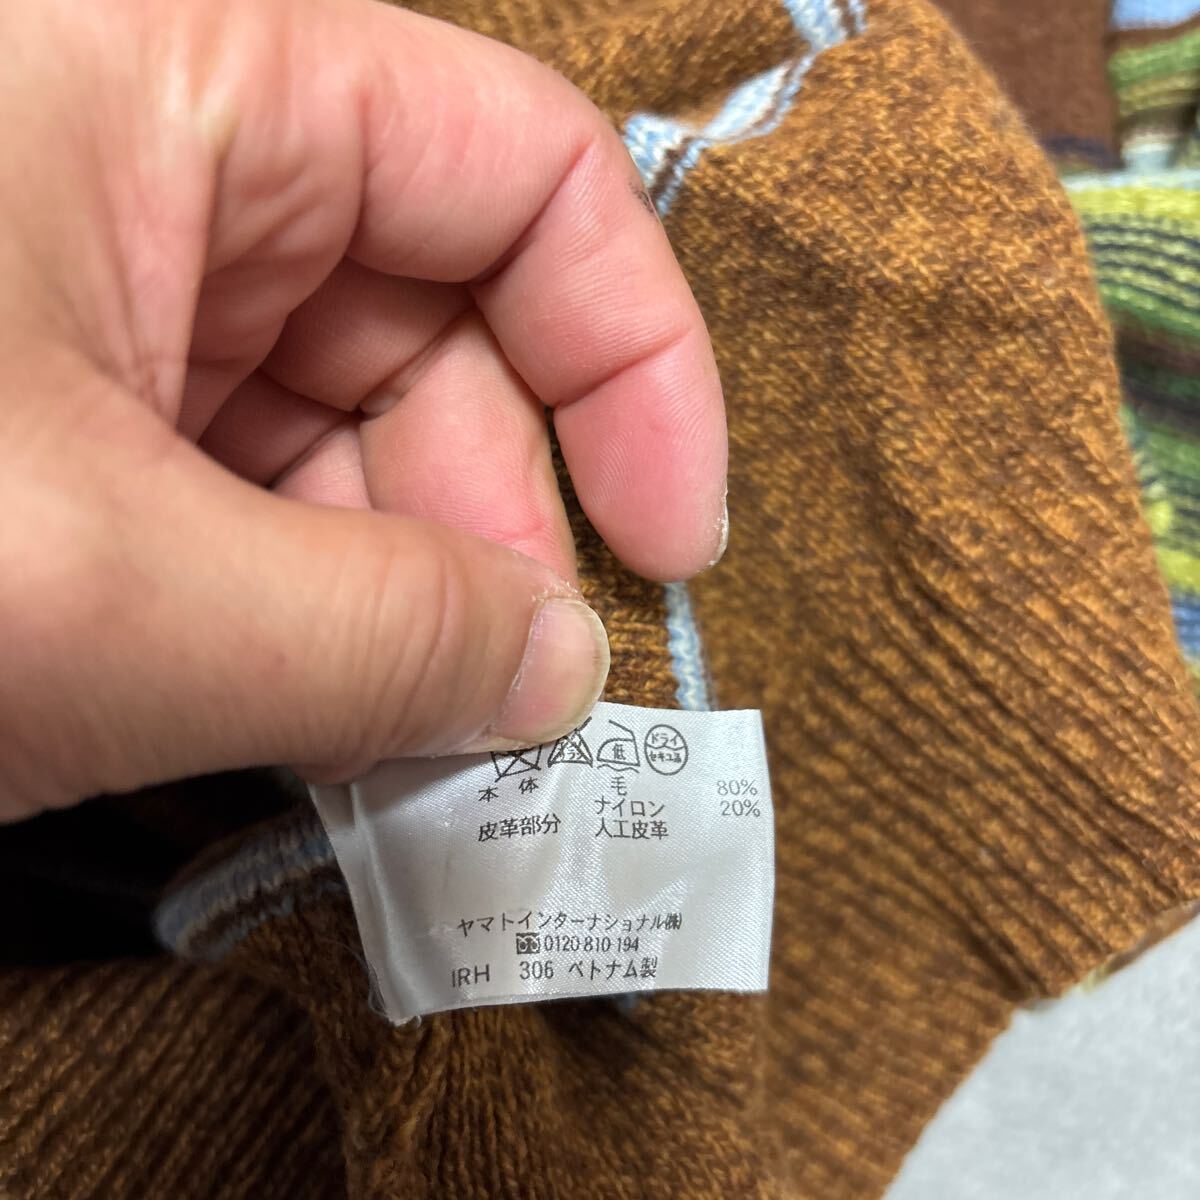 低 ドライ
セキユ系
本体 毛 80%
ナイロン 20%
皮革部分 人工皮革
ヤマトインターナショナル㈱
0120-810-194
IRH 306 ベトナム製